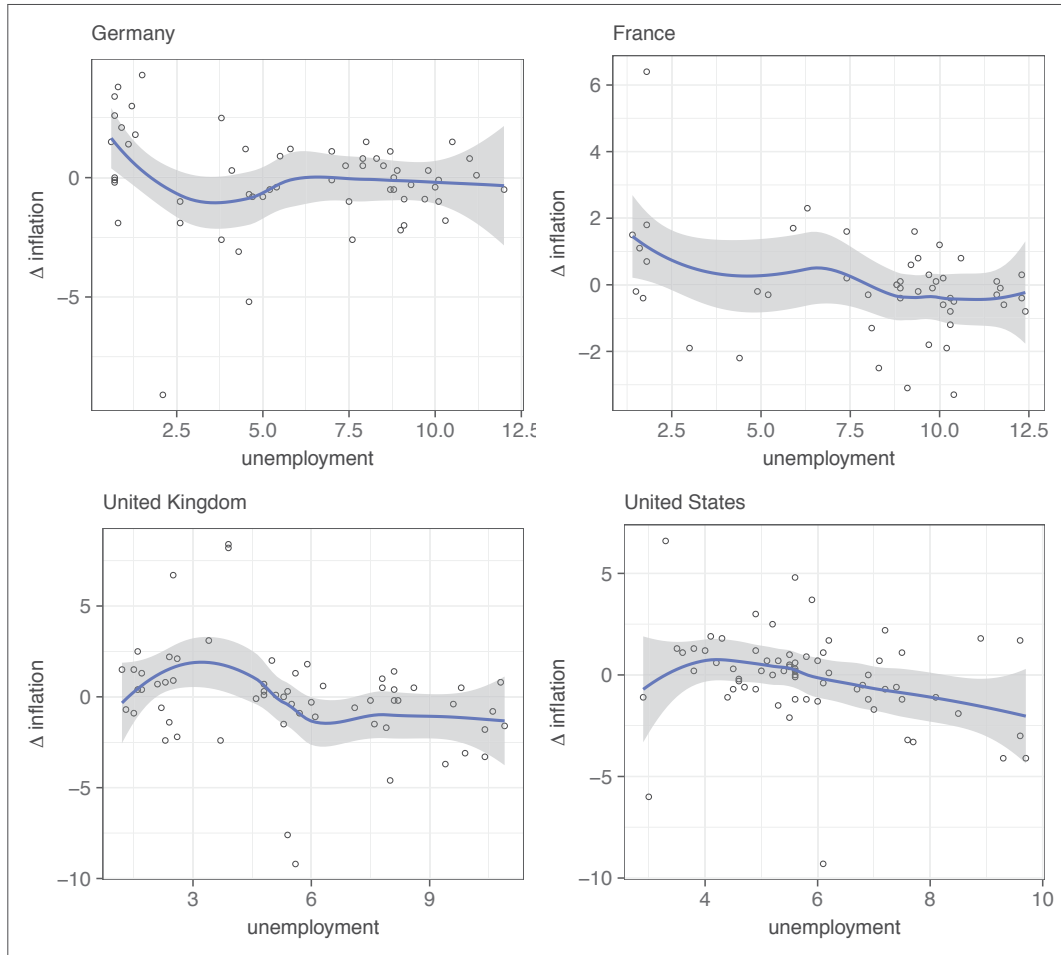 Germany
France
0
−5
2.5 5.0 7.5 10.0 12.5
unemployment
Δ inflation
6
4
2
0
−2
2.5 5.0 7.5 10.0 12.5
unemployment
Δ inflation
United Kingdom
United States
5
0
−5
−10
3 6 9
unemployment
Δ inflation
5
0
−5
−10
4 6 8 10
unemployment
Δ inflation